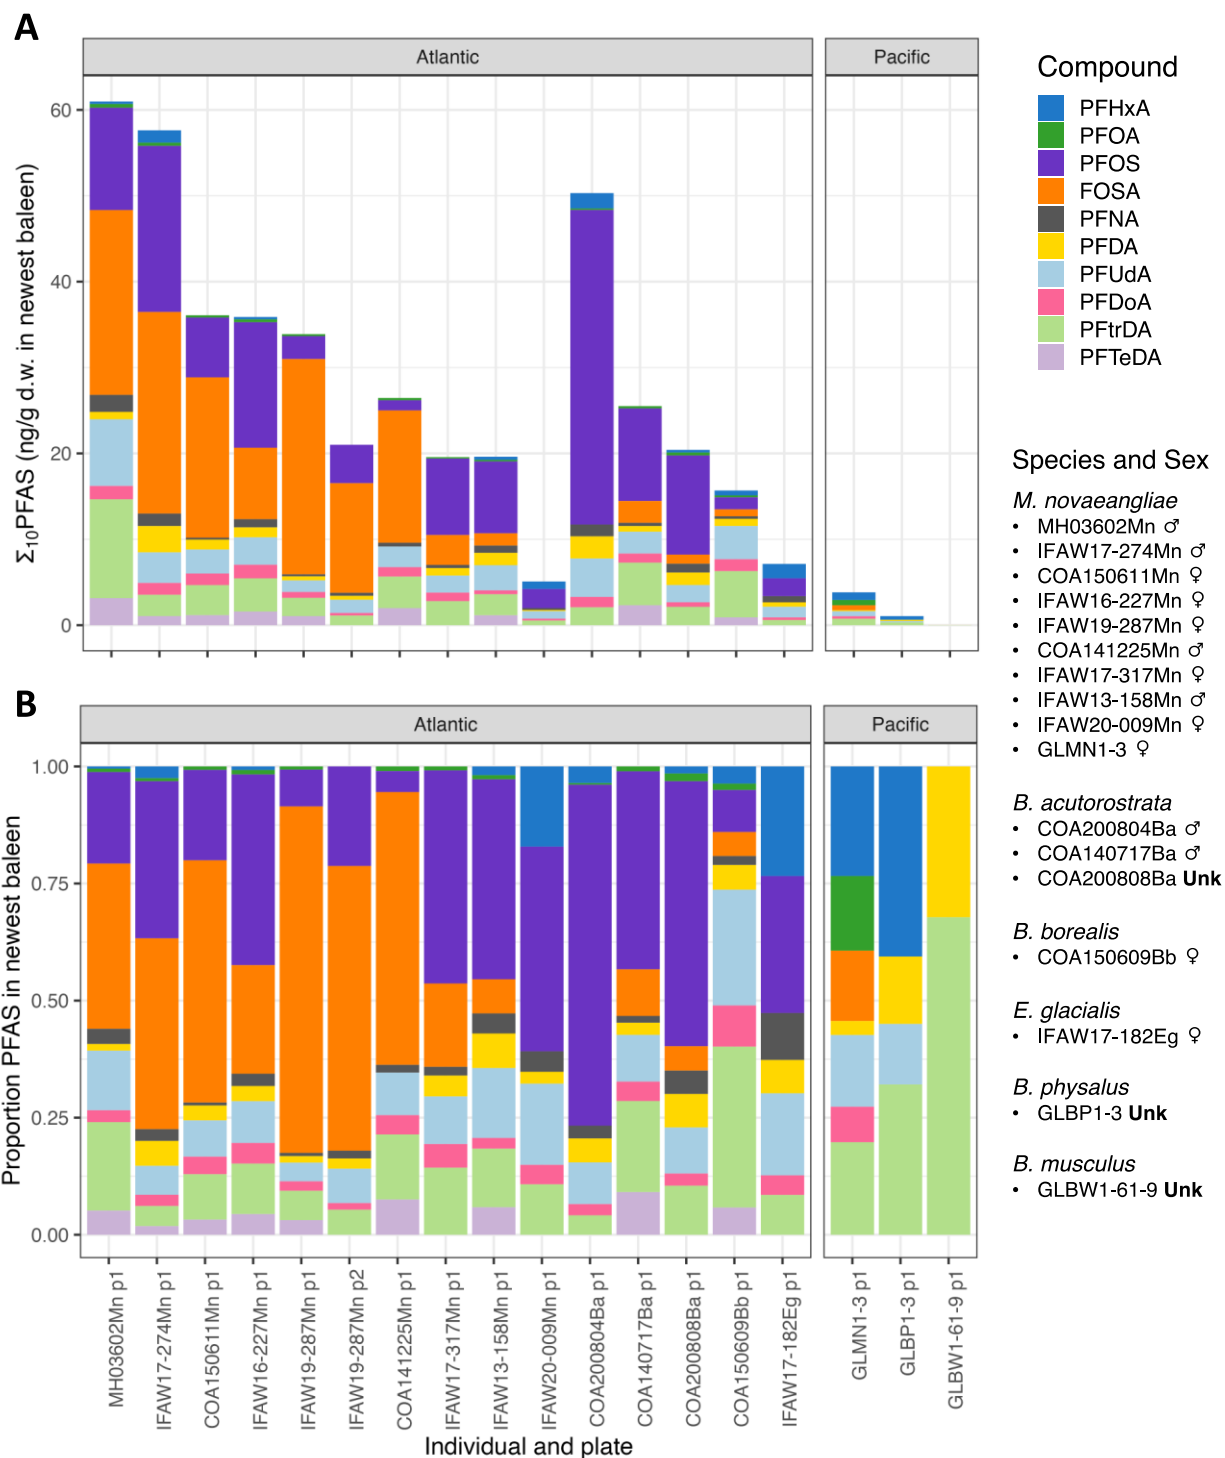 A
Atlantic
Pacific
Σ10PFAS (ng/g d.w. in newest baleen)
60
40
20
0
Compound
PFHxA
PFOA
PFOS
FOSA
PFNA
PFDA
PFUdA
PFDoA
PFtrDA
PFTeDA
B
Atlantic
Pacific
Proportion PFAS in newest baleen
1.00
0.75
0.50
0.25
0.00
MH03602Mn p1
IFAW17-274Mn p1
COA150611Mn p1
IFAW16-227Mn p1
IFAW19-287Mn p1
IFAW19-287Mn p2
COA141225Mn p1
IFAW17-317Mn p1
IFAW13-158Mn p1
IFAW20-009Mn p1
COA200804Ba p1
COA140717Ba p1
COA200808Ba p1
COA150609Bb p1
IFAW17-182Eg p1
GLMN1-3 p1
GLBP1-3 p1
GLBW1-61-9 p1
Individual and plate
Species and Sex
M. novaeangliae
• MH03602Mn ♂
• IFAW17-274Mn ♂
• COA150611Mn ♀
• IFAW16-227Mn ♀
• IFAW19-287Mn ♀
• COA141225Mn ♂
• IFAW17-317Mn ♀
• IFAW13-158Mn ♂
• IFAW20-009Mn ♀
• GLMN1-3 ♀
B. acutorostrata
• COA200804Ba ♂
• COA140717Ba ♂
• COA200808Ba Unk
B. borealis
• COA150609Bb ♀
E. glacialis
• IFAW17-182Eg ♀
B. physalus
• GLBP1-3 Unk
B. musculus
• GLBW1-61-9 Unk